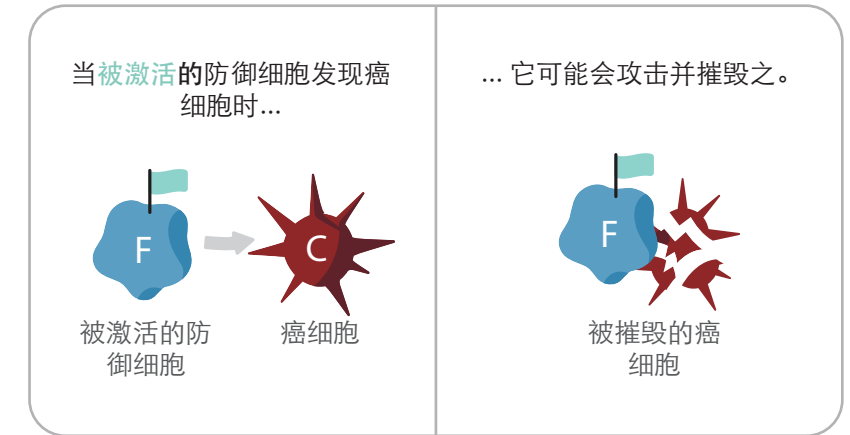 当被激活的防御细胞发现癌
细胞时...
F
C
被激活的防
御细胞
癌细胞
... 它可能会攻击并摧毁之。
F
被摧毁的癌
细胞